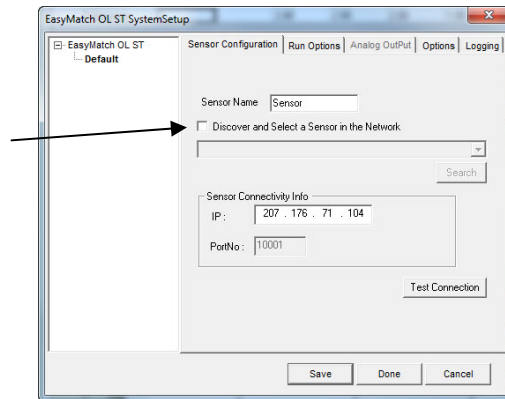 EasyMatch OL ST SystemSetup
EasyMatch OL ST
Default
Sensor Configuration Run Options Analog OutPut Options Logging
Sensor Name Sensor
Discover and Select a Sensor in the Network
Search
Sensor Connectivity Info
IP : 207 . 176 . 71 . 104
PortNo : 10001
Test Connection
Save Done Cancel